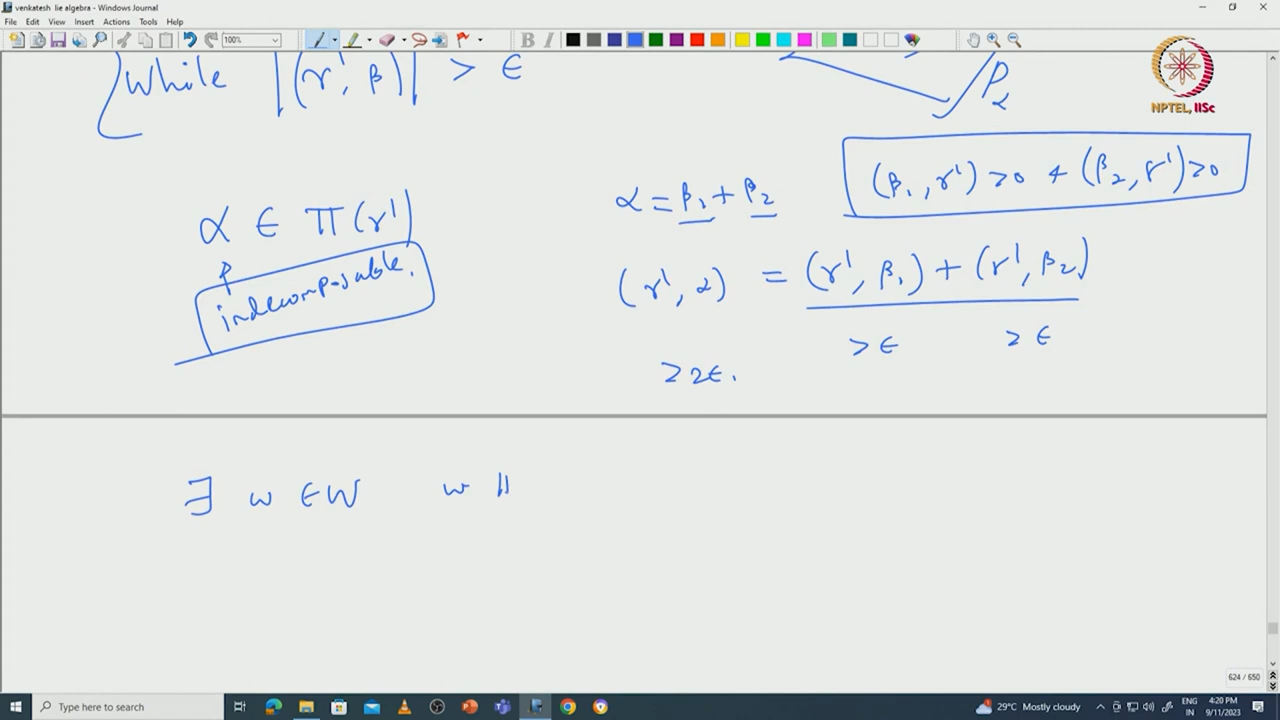 venkatesh lie algebra - Windows Journal
File Edit View Insert Actions Tools Help
100%
B I
While |(γ', β)| > ε
P_α
NPTEL, IISc
(β₁, γ') > 0 & (β₂, γ') > 0
α = β₁ + β₂
α ∈ Π(γ')
indecomposable.
(γ', α) = (γ', β₁) + (γ', β₂)
> ε > ε
> 2ε.
∃ w ∈ W w Π
624 / 650
Type here to search
29°C Mostly cloudy
ENG
IN
4:20 PM
9/11/2023